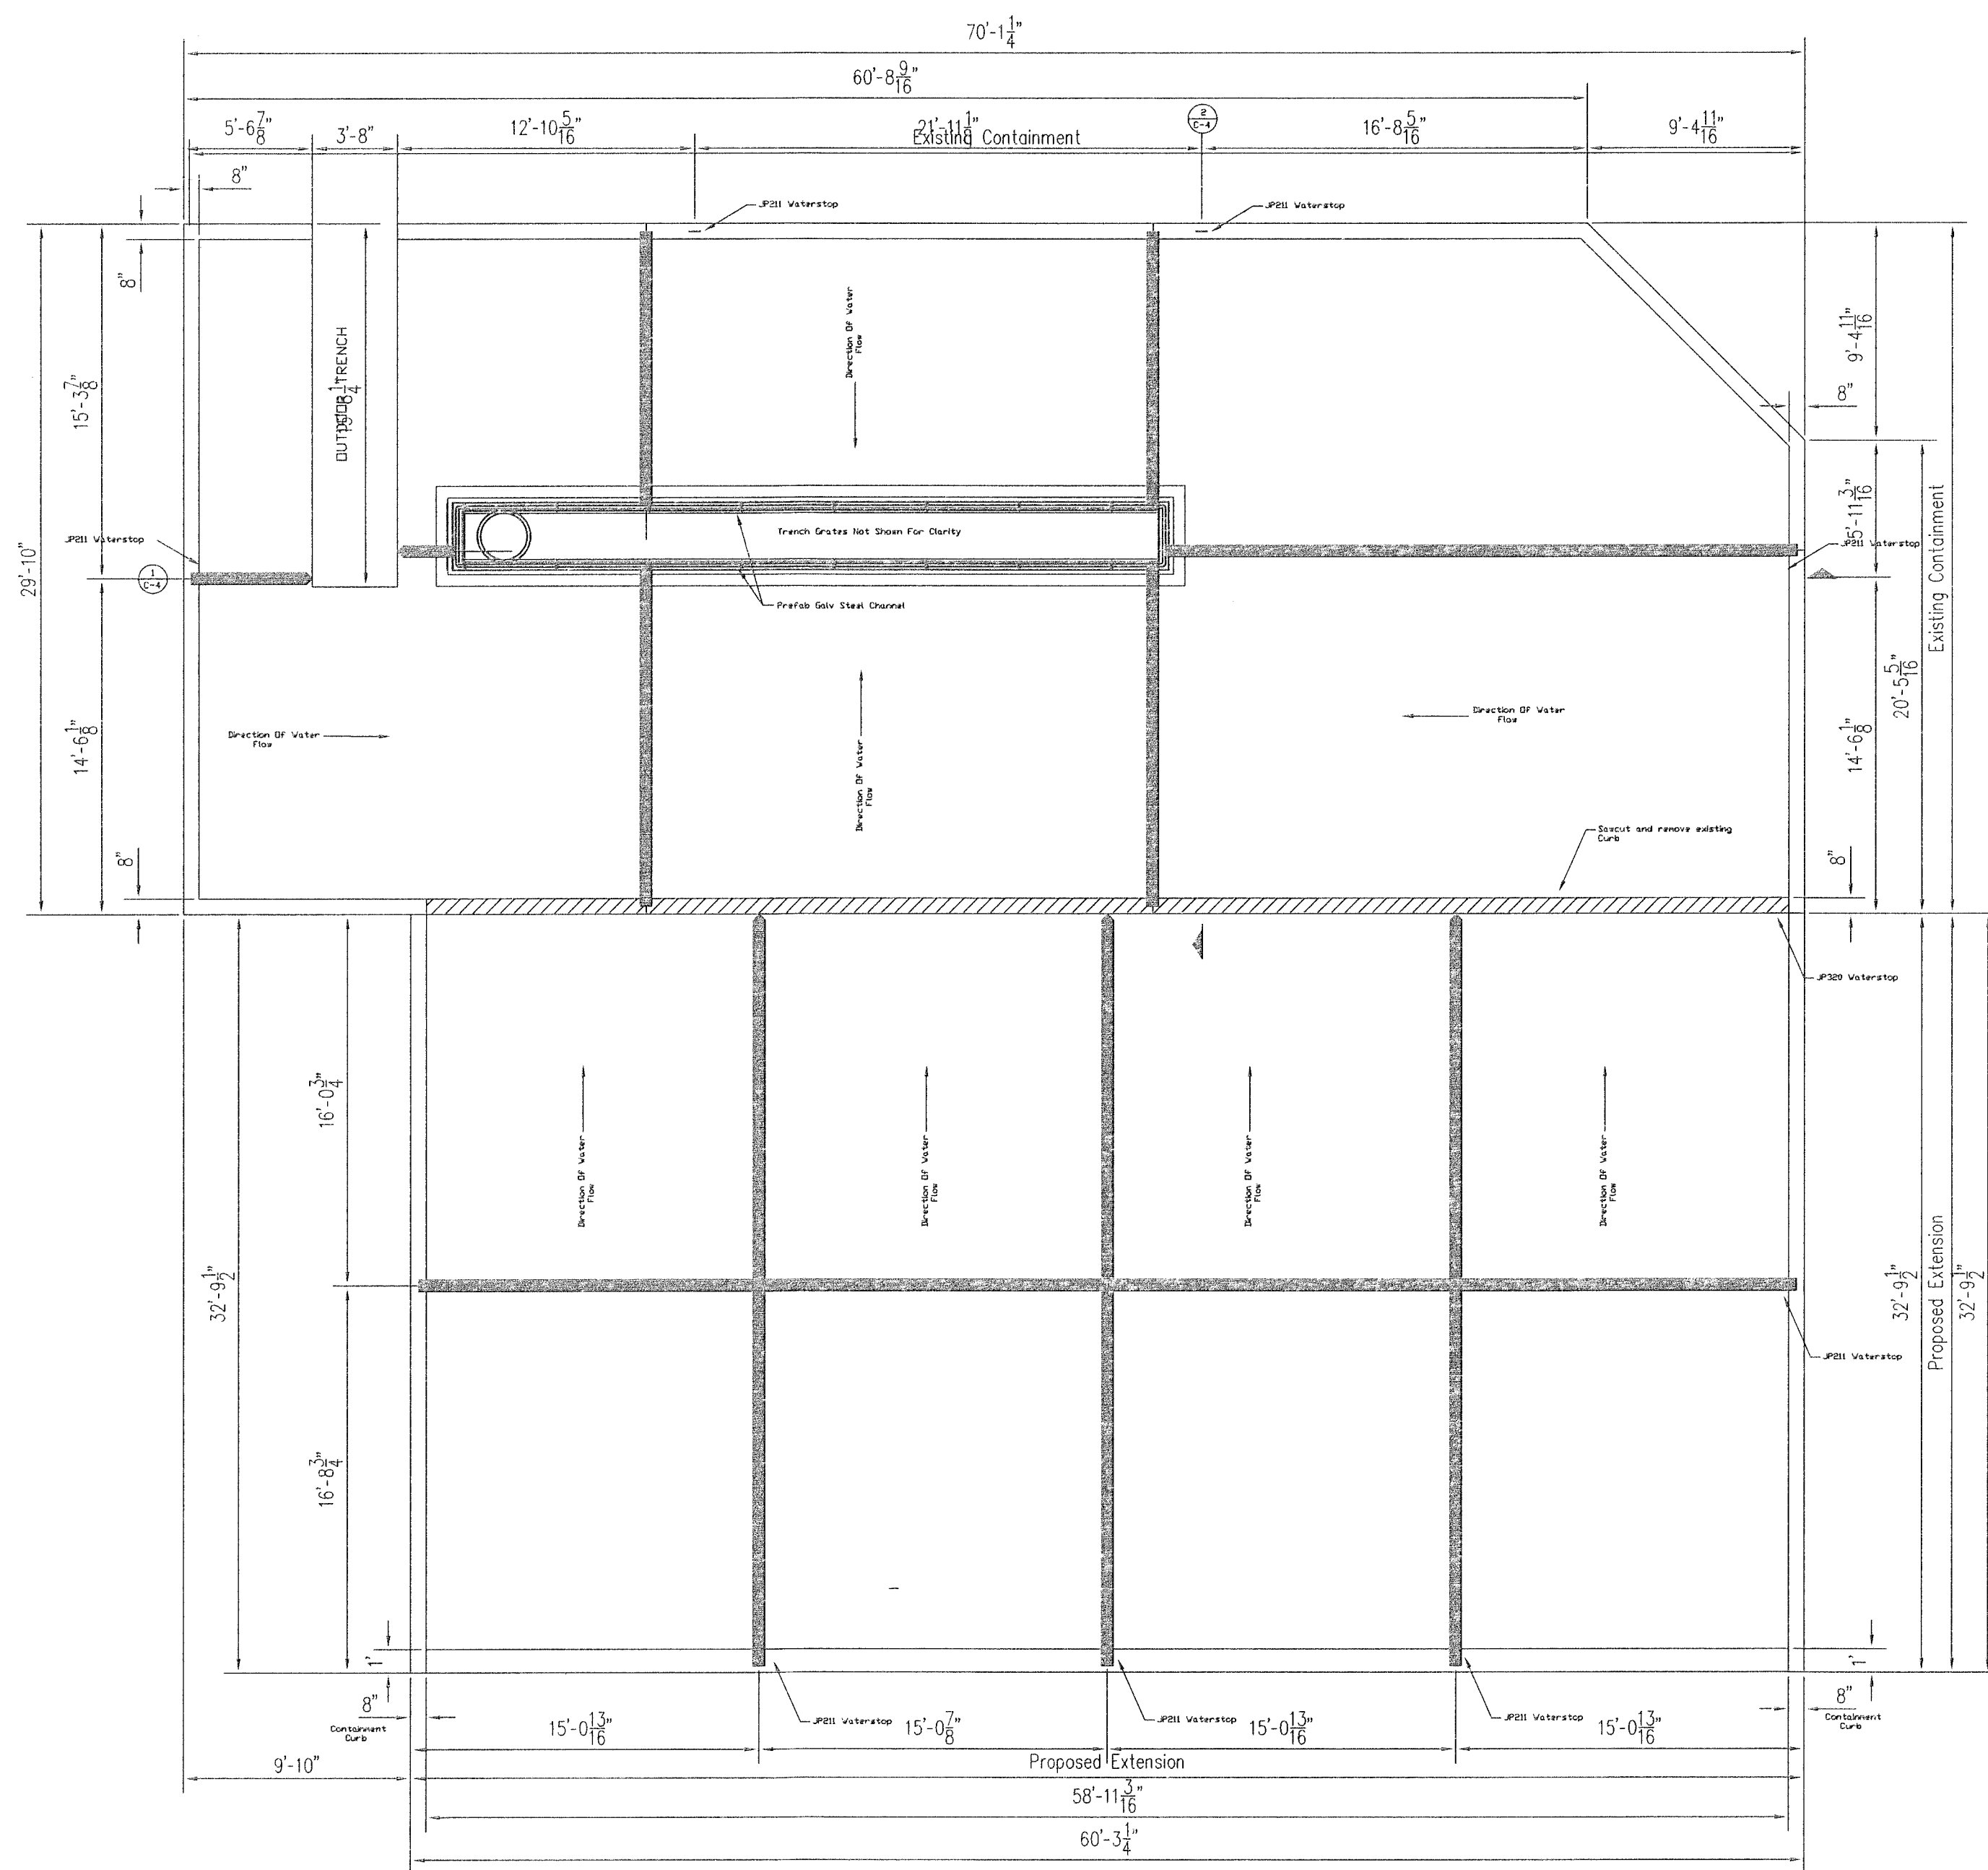 70'-1 1/4"
60'-8 9/16"
5'-6 7/8"
3'-8"
12'-10 5/16"
21'-11 1/16"
Existing Containment
2
C-4
16'-8 5/16"
9'-4 11/16"
8"
JP211 Waterstop
JP211 Waterstop
8"
29'-10"
15'-3 7/8"
OUTDOOR TRENCH
Direction Of Water
Flow
9'-4 11/16"
8"
Existing Containment
5'-11 3/16"
JP211 Waterstop
JP211 Waterstop
1
C-4
Trench Grates Not Shown For Clarity
Prefab Galv Steel Channel
20'-5 5/16"
14'-6 1/8"
14'-6 1/8"
Direction Of Water
Flow
Direction Of Water
Flow
Direction Of Water
Flow
Sawcut and remove existing
Curb
8"
8"
JP320 Waterstop
16'-0 3/4"
Direction Of Water
Flow
Direction Of Water
Flow
Direction Of Water
Flow
Direction Of Water
Flow
32'-9 1/2"
32'-9 1/2"
Proposed Extension
32'-9 1/2"
JP211 Waterstop
16'-8 3/4"
1'
1'
8"
Containment
Curb
15'-0 13/16"
JP211 Waterstop
15'-0 7/8"
JP211 Waterstop
15'-0 13/16"
JP211 Waterstop
15'-0 13/16"
8"
Containment
Curb
9'-10"
Proposed Extension
58'-11 3/16"
60'-3 1/4"